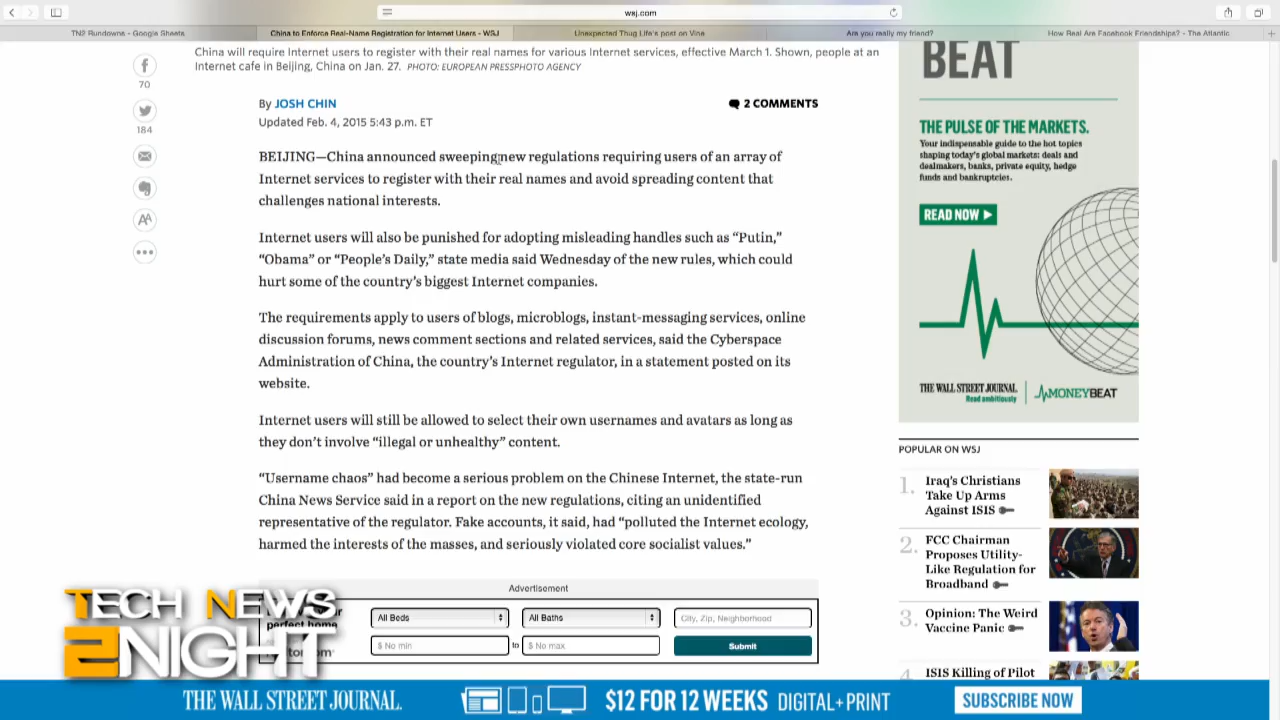 wsj.com
TN2 Rundowns - Google Sheets
China to Enforce Real-Name Registration for Internet Users - WSJ
Unexpected Thug Life's post on Vine
Are you really my friend?
How Real Are Facebook Friendships? - The Atlantic
China will require Internet users to register with their real names for various Internet services, effective March 1. Shown, people at an
Internet cafe in Beijing, China on Jan. 27. PHOTO: EUROPEAN PRESSPHOTO AGENCY
70
184
By JOSH CHIN
2 COMMENTS
Updated Feb. 4, 2015 5:43 p.m. ET
BEIJING—China announced sweeping new regulations requiring users of an array of
Internet services to register with their real names and avoid spreading content that
challenges national interests.
Internet users will also be punished for adopting misleading handles such as “Putin,”
“Obama” or “People’s Daily,” state media said Wednesday of the new rules, which could
hurt some of the country’s biggest Internet companies.
The requirements apply to users of blogs, microblogs, instant-messaging services, online
discussion forums, news comment sections and related services, said the Cyberspace
Administration of China, the country’s Internet regulator, in a statement posted on its
website.
Internet users will still be allowed to select their own usernames and avatars as long as
they don’t involve “illegal or unhealthy” content.
“Username chaos” had become a serious problem on the Chinese Internet, the state-run
China News Service said in a report on the new regulations, citing an unidentified
representative of the regulator. Fake accounts, it said, had “polluted the Internet ecology,
harmed the interests of the masses, and seriously violated core socialist values.”
Advertisement
perfect home
All Beds
All Baths
City, Zip, Neighborhood
$ No min
to
$ No max
Submit
BEAT
THE PULSE OF THE MARKETS.
Your indispensable guide to the hot topics
shaping today's global markets: deals and
dealmakers, banks, private equity, hedge
funds and bankruptcies.
READ NOW
THE WALL STREET JOURNAL.
Read ambitiously
MONEYBEAT
POPULAR ON WSJ
1. Iraq’s Christians
Take Up Arms
Against ISIS
2. FCC Chairman
Proposes Utility-
Like Regulation for
Broadband
3. Opinion: The Weird
Vaccine Panic
4. ISIS Killing of Pilot
TECH NEWS
2NIGHT
THE WALL STREET JOURNAL.
$12 FOR 12 WEEKS DIGITAL+PRINT
SUBSCRIBE NOW